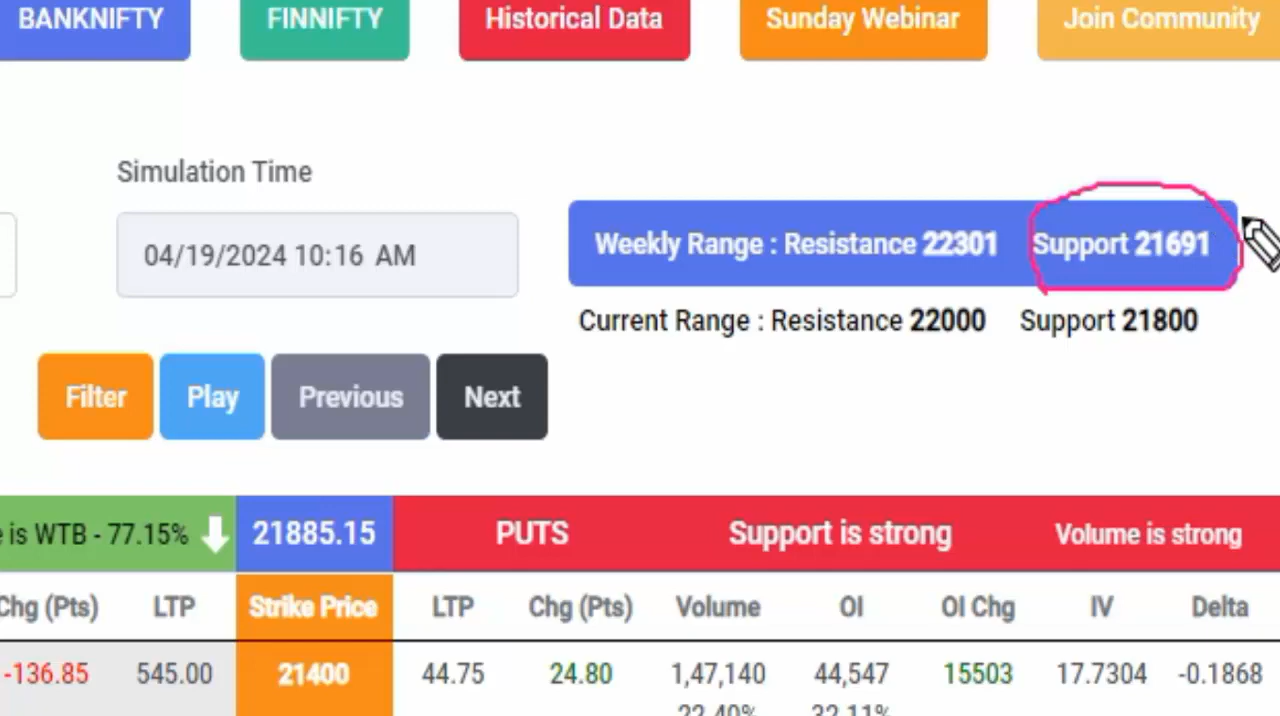 BANKNIFTY FINNIFTY Historical Data Sunday Webinar Join Community
Simulation Time
04/19/2024 10:16 AM
Weekly Range : Resistance 22301 Support 21691
Current Range : Resistance 22000 Support 21800
Filter Play Previous Next
is WTB - 77.15% 21885.15 PUTS Support is strong Volume is strong
Chg (Pts) LTP Strike Price LTP Chg (Pts) Volume OI OI Chg IV Delta
-136.85 545.00 21400 44.75 24.80 1,47,140 44,547 15503 17.7304 -0.1868
22.40% 32.11%